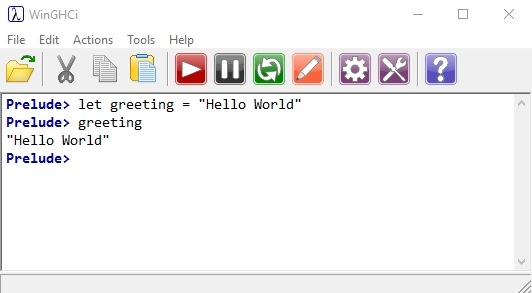 WinGHCi
File Edit Actions Tools Help
Prelude> let greeting = "Hello World"
Prelude> greeting
"Hello World"
Prelude>